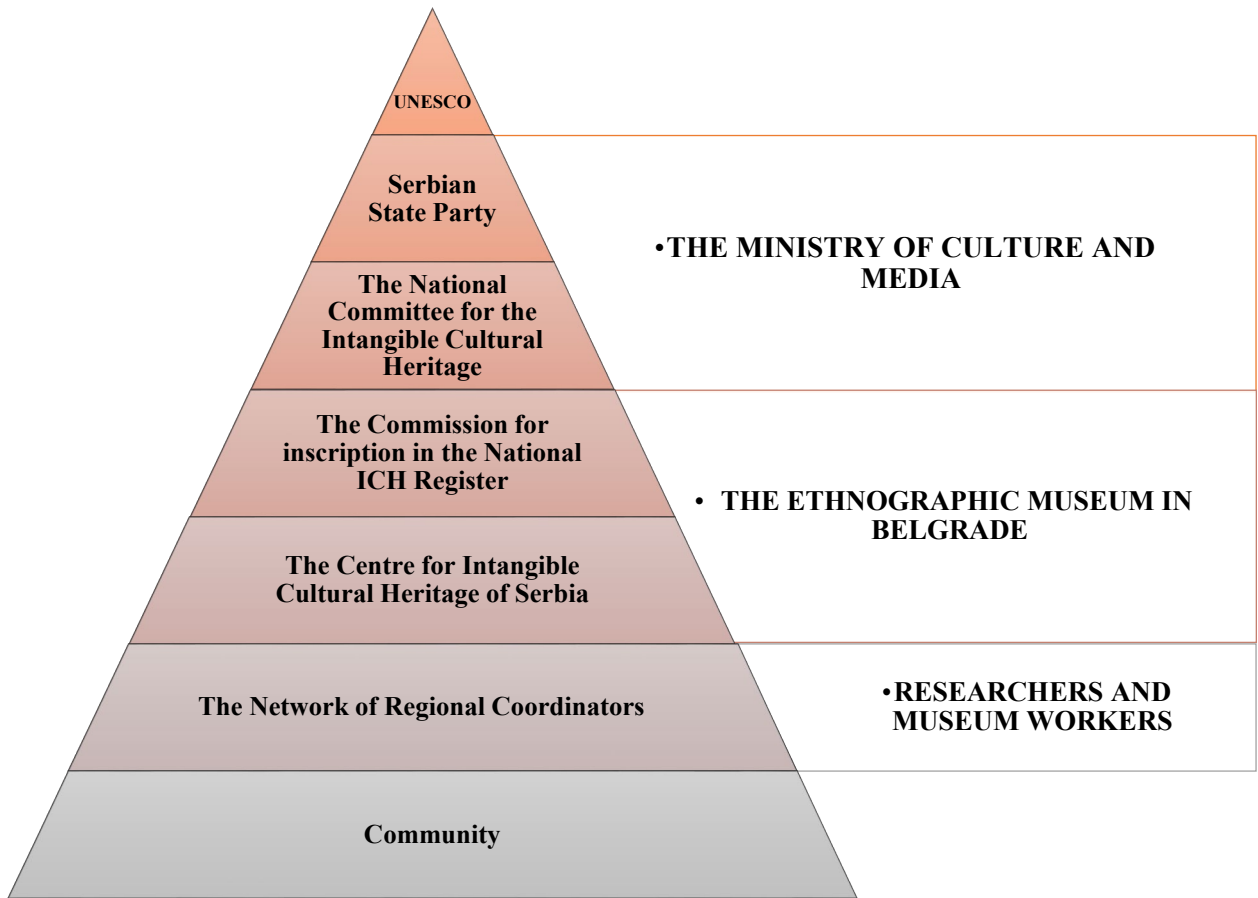 UNESCO
Serbian
State Party
•THE MINISTRY OF CULTURE AND
MEDIA
The National
Committee for the
Intangible Cultural
Heritage
The Commission for
inscription in the National
ICH Register
• THE ETHNOGRAPHIC MUSEUM IN
BELGRADE
The Centre for Intangible
Cultural Heritage of Serbia
The Network of Regional Coordinators
•RESEARCHERS AND
MUSEUM WORKERS
Community